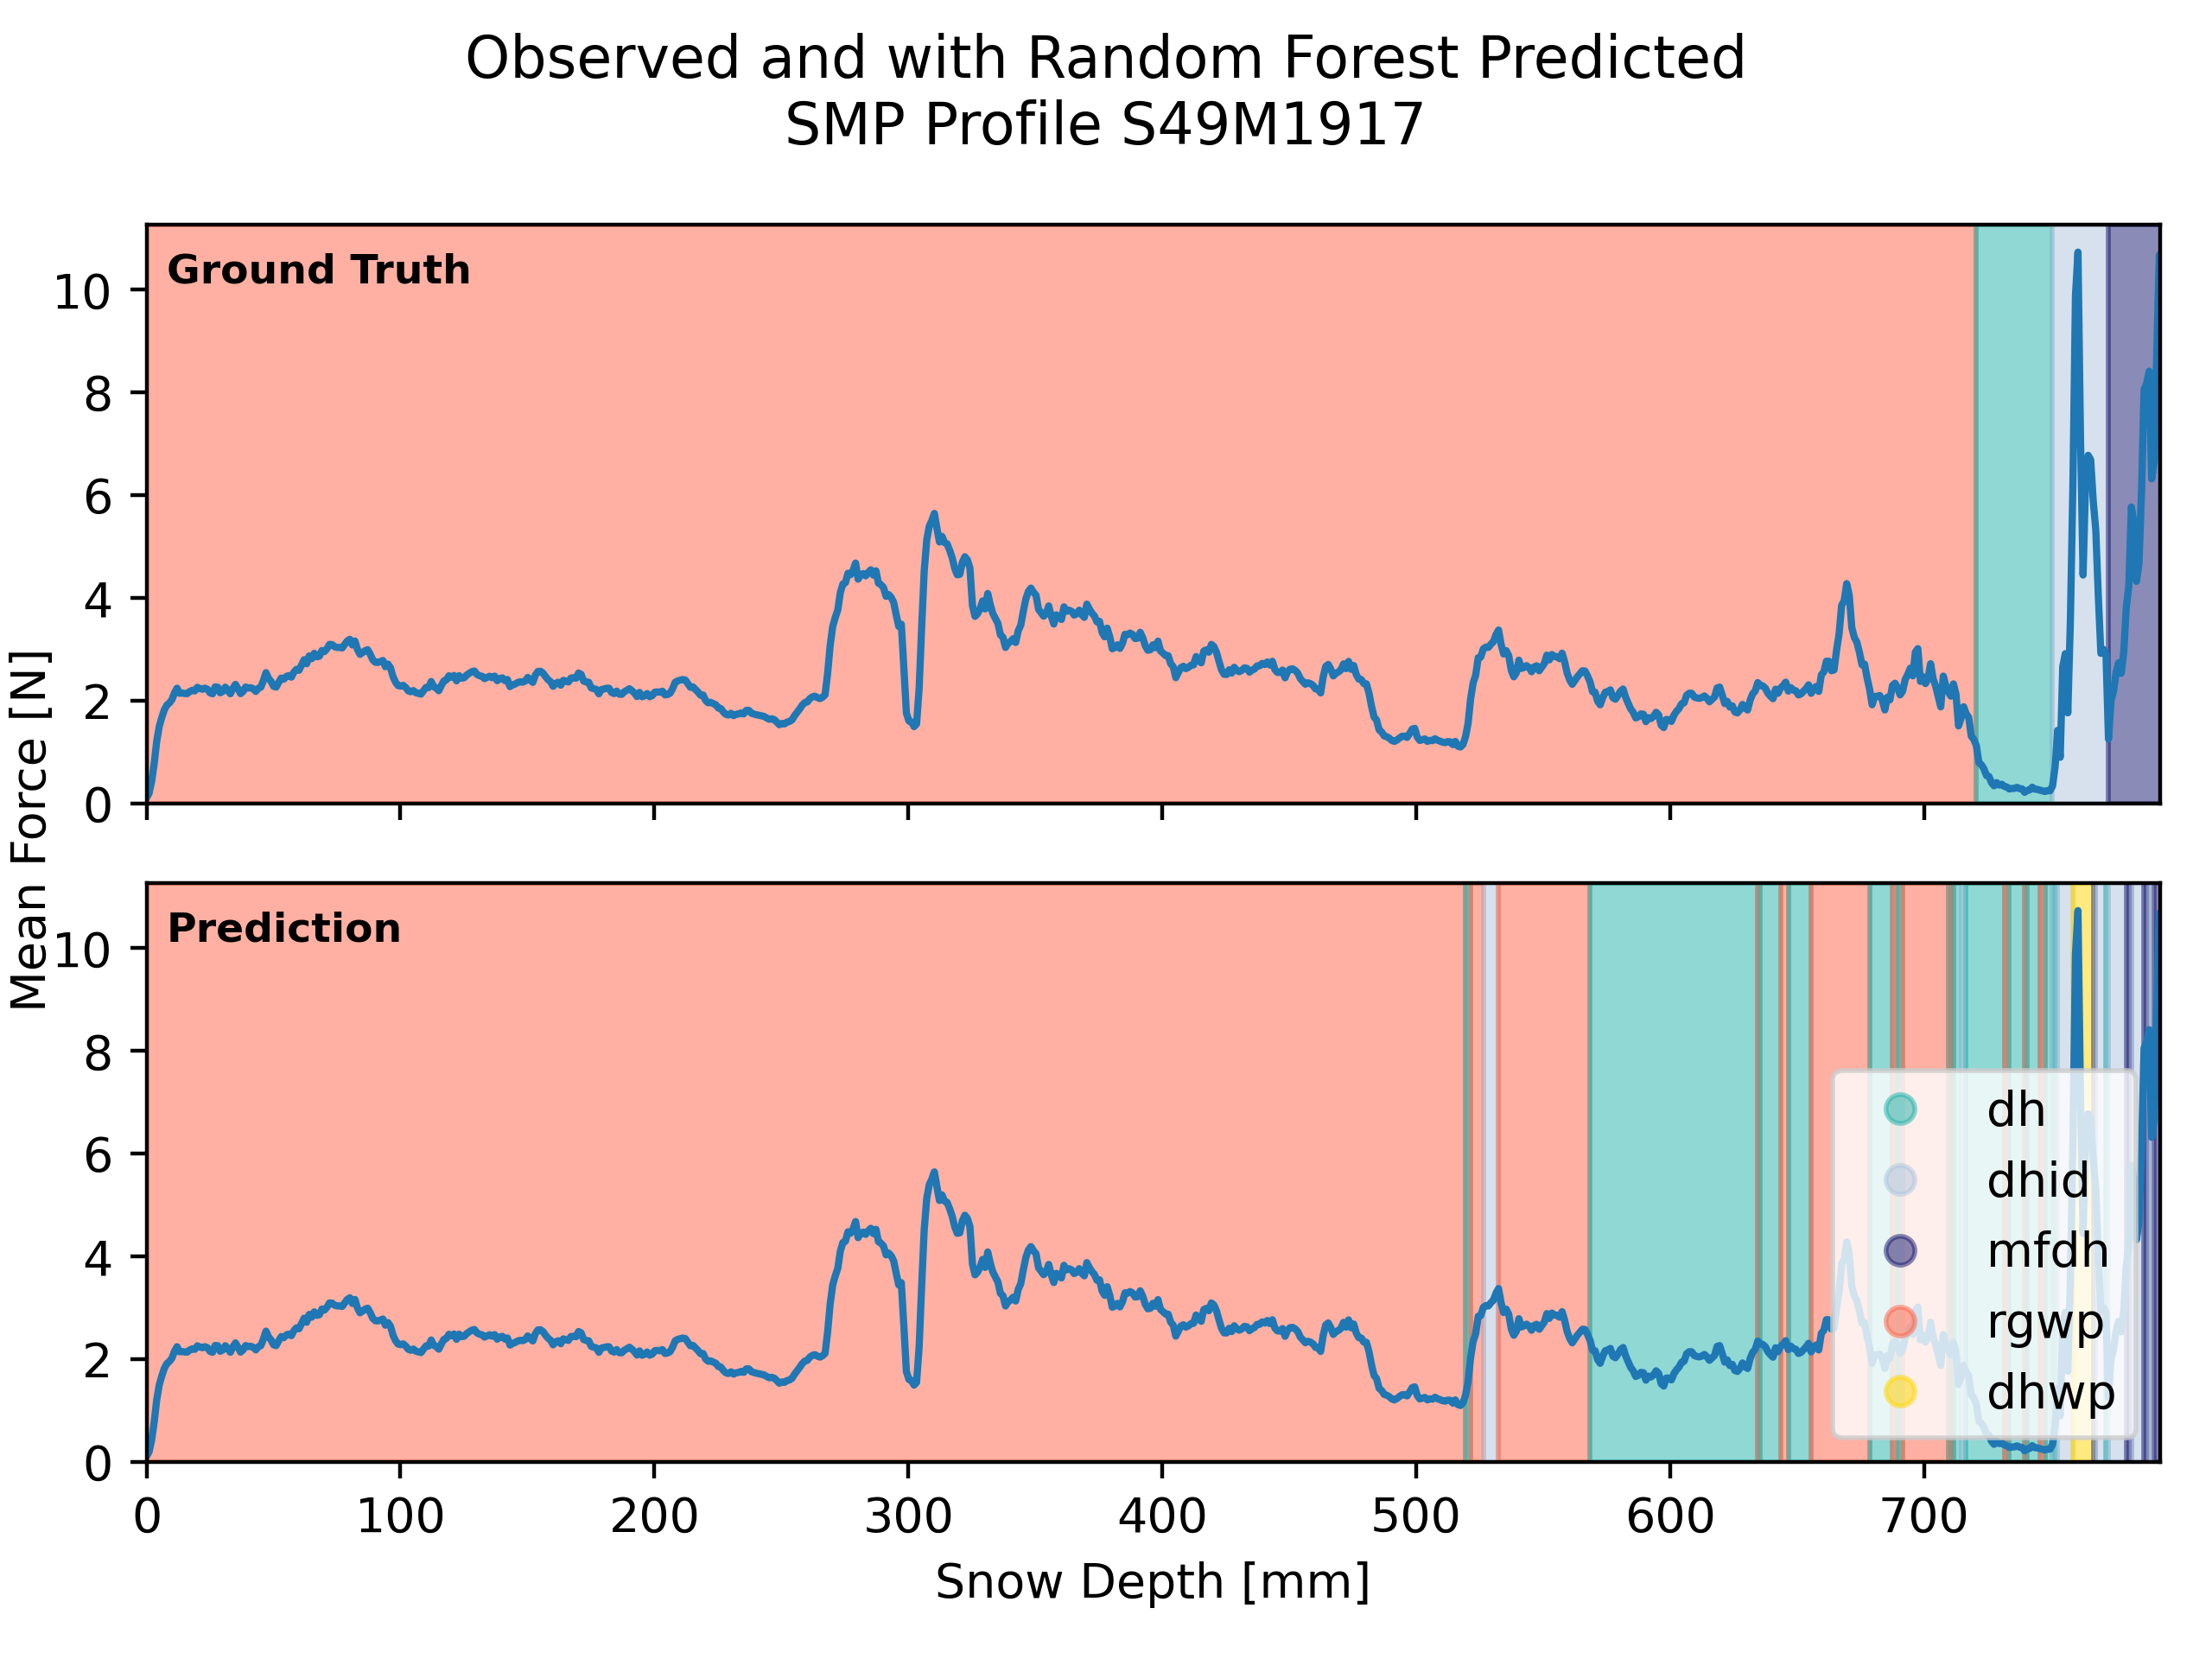 Observed and with Random Forest Predicted
SMP Profile S49M1917
Ground Truth
10
8
6
4
2
0
Mean Force [N]
Prediction
10
8
6
4
2
0
dh
dhid
mfdh
rgwp
dhwp
0 100 200 300 400 500 600 700
Snow Depth [mm]